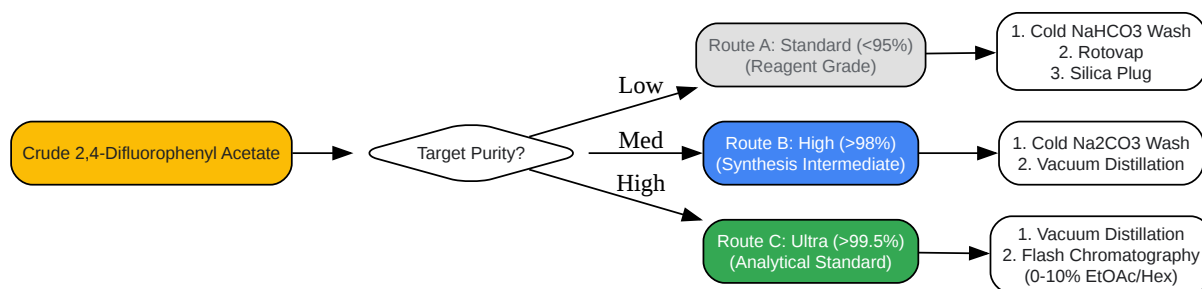 Crude 2,4-Difluorophenyl Acetate
Target Purity?
Low
Med
High
Route A: Standard (<95%)
(Reagent Grade)
1. Cold NaHCO3 Wash
2. Rotovap
3. Silica Plug
Route B: High (>98%)
(Synthesis Intermediate)
1. Cold Na2CO3 Wash
2. Vacuum Distillation
Route C: Ultra (>99.5%)
(Analytical Standard)
1. Vacuum Distillation
2. Flash Chromatography
(0-10% EtOAc/Hex)